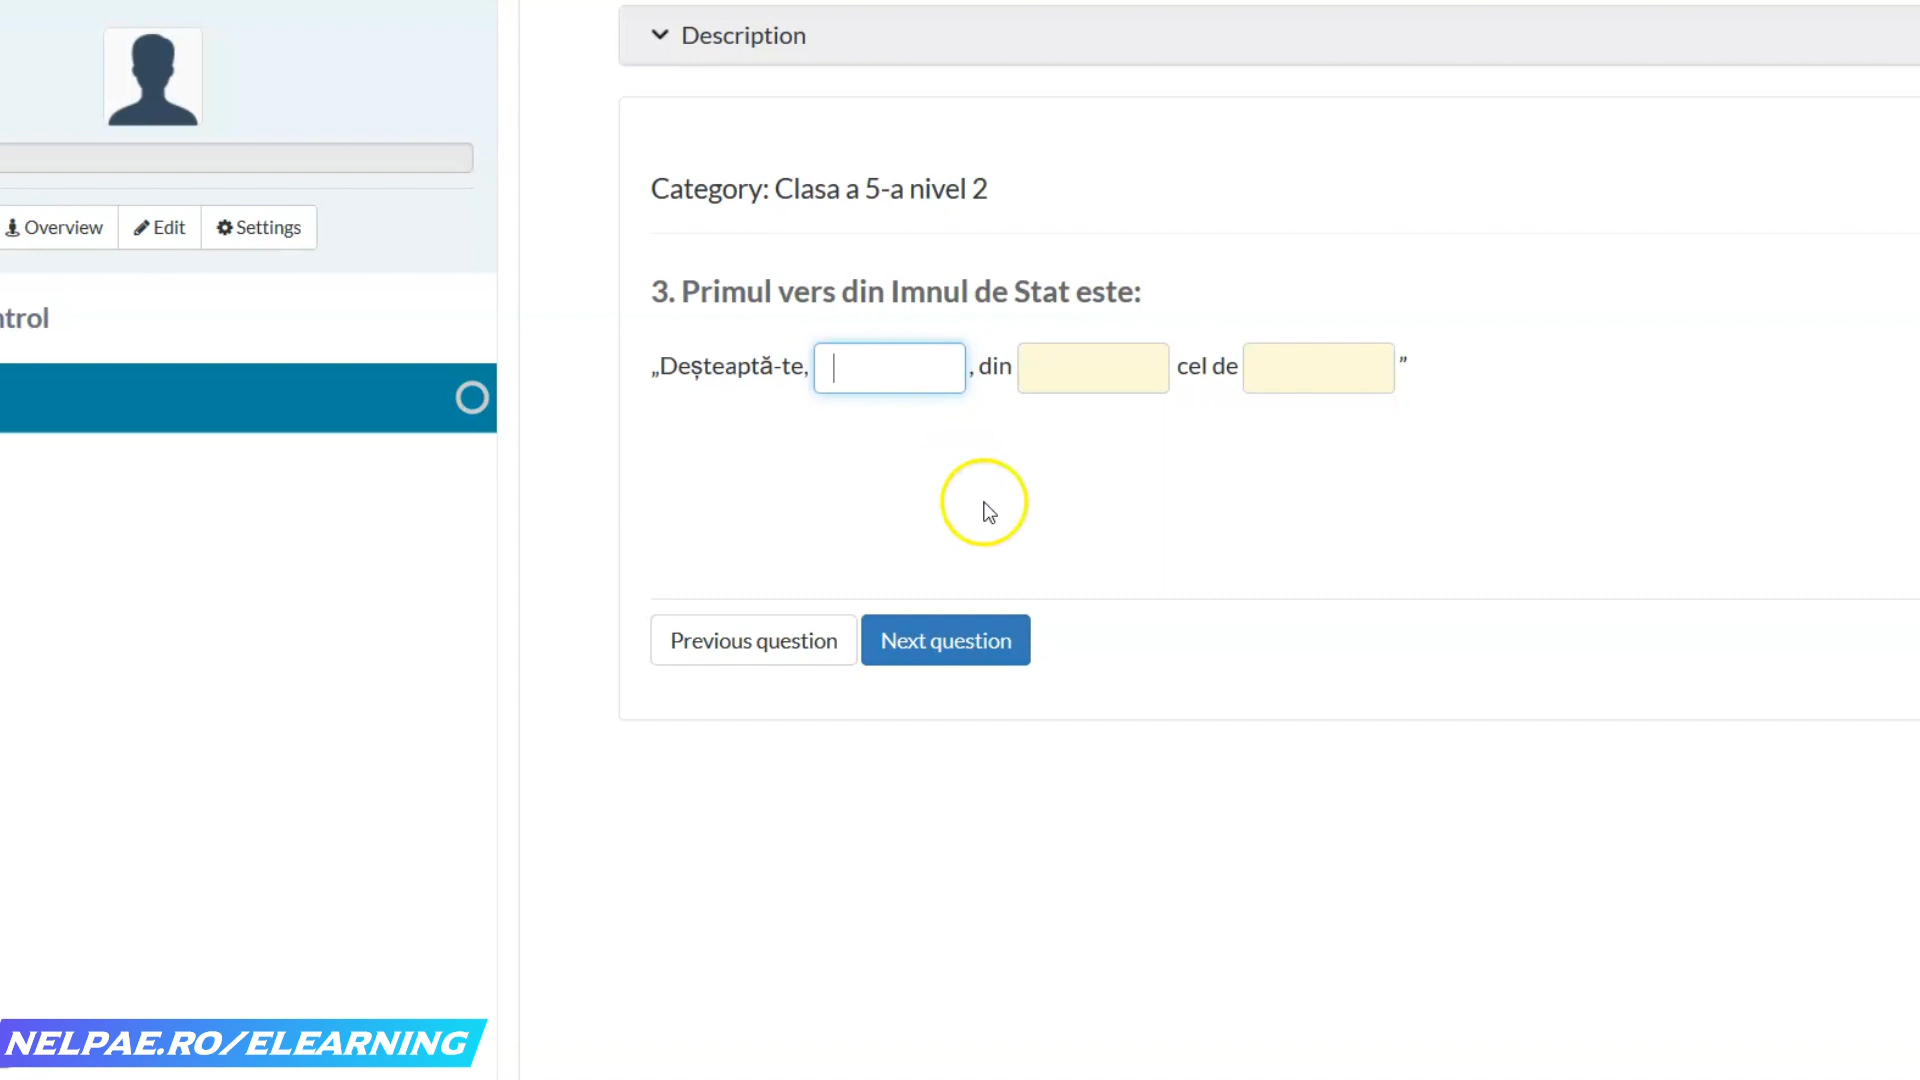 Description
Category: Clasa a 5-a nivel 2
Overview Edit Settings
3. Primul vers din Imnul de Stat este:
ntrol
„Deșteaptă-te, , din cel de ”
Previous question Next question
NELPAE.RO/ELEARNING